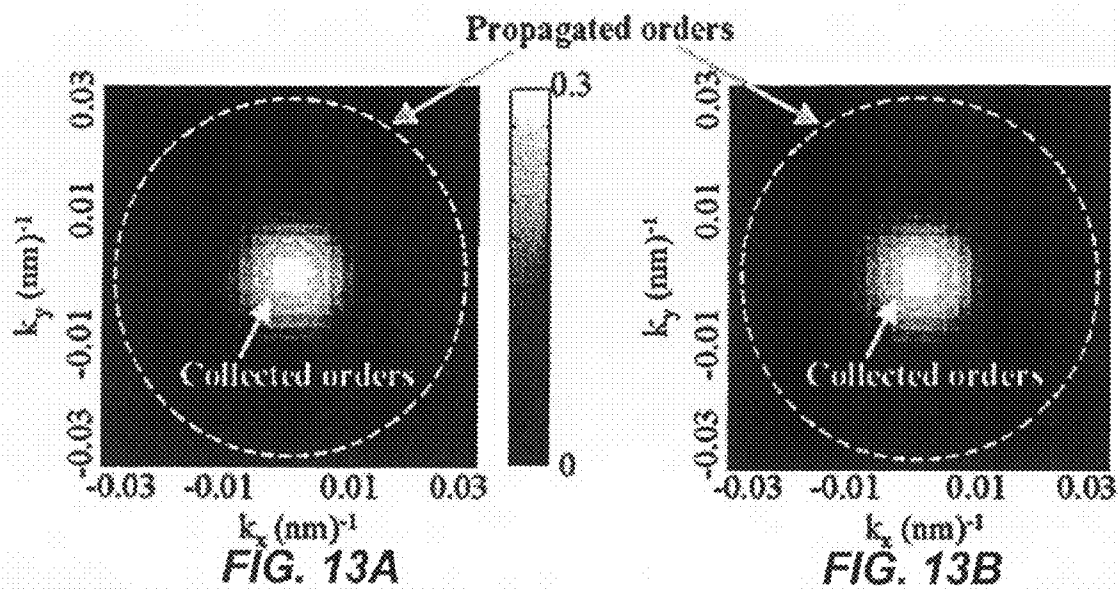 Propagated orders
0.03
0.01
-0.01
-0.03
k_y (nm)^-1
Collected orders
-0.03 -0.01 0.01 0.03
k_x (nm)^-1
FIG. 13A
0.3
0
0.03
0.01
-0.01
-0.03
k_y (nm)^-1
Collected orders
-0.03 -0.01 0.01 0.03
k_x (nm)^-1
FIG. 13B